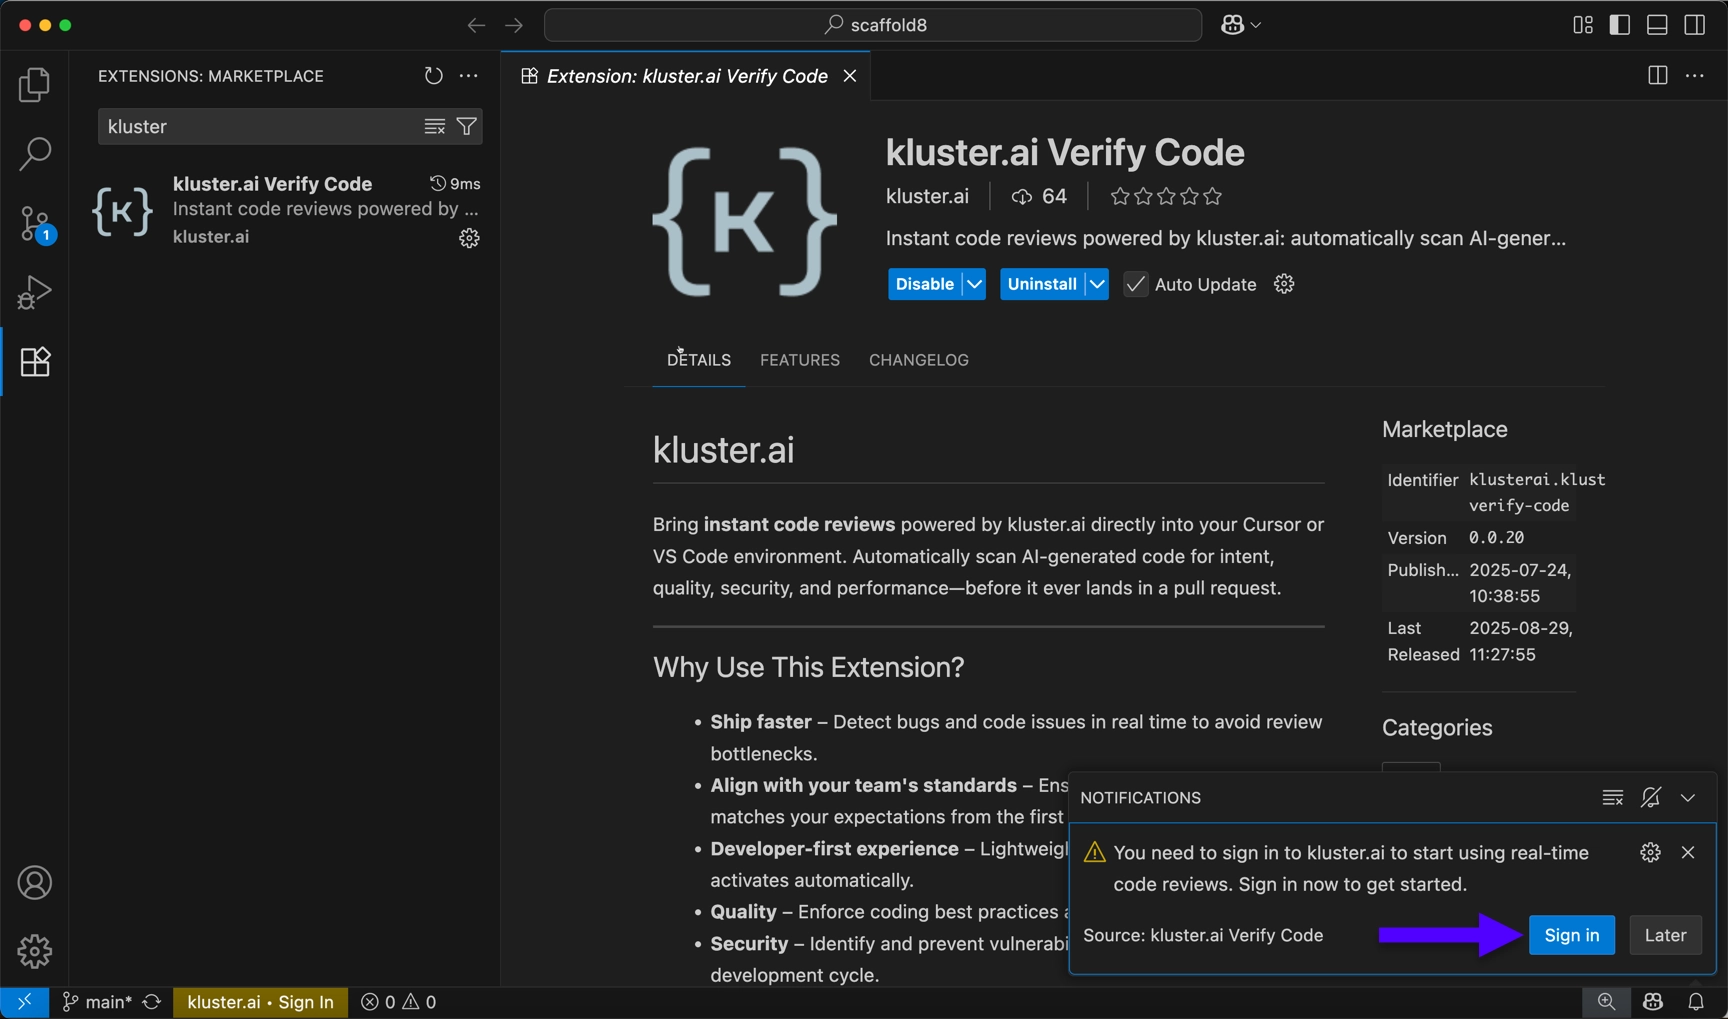 scaffold8
EXTENSIONS: MARKETPLACE
kluster
kluster.ai Verify Code
9ms
Instant code reviews powered by ...
kluster.ai
1
Extension: kluster.ai Verify Code
{K}
kluster.ai Verify Code
kluster.ai
64
Instant code reviews powered by kluster.ai: automatically scan AI-gener...
Disable
Uninstall
Auto Update
DETAILS
FEATURES
CHANGELOG
kluster.ai
Bring instant code reviews powered by kluster.ai directly into your Cursor or
VS Code environment. Automatically scan AI-generated code for intent,
quality, security, and performance—before it ever lands in a pull request.
Why Use This Extension?
• Ship faster – Detect bugs and code issues in real time to avoid review
bottlenecks.
• Align with your team's standards – Ens
matches your expectations from the first
• Developer-first experience – Lightweigh
activates automatically.
• Quality – Enforce coding best practices
• Security – Identify and prevent vulnerabi
development cycle.
Marketplace
Identifier klusterai.klust
verify-code
Version 0.0.20
Publish... 2025-07-24,
10:38:55
Last 2025-08-29,
Released 11:27:55
Categories
NOTIFICATIONS
You need to sign in to kluster.ai to start using real-time
code reviews. Sign in now to get started.
Source: kluster.ai Verify Code
Sign in
Later
main*
kluster.ai • Sign In
0
0